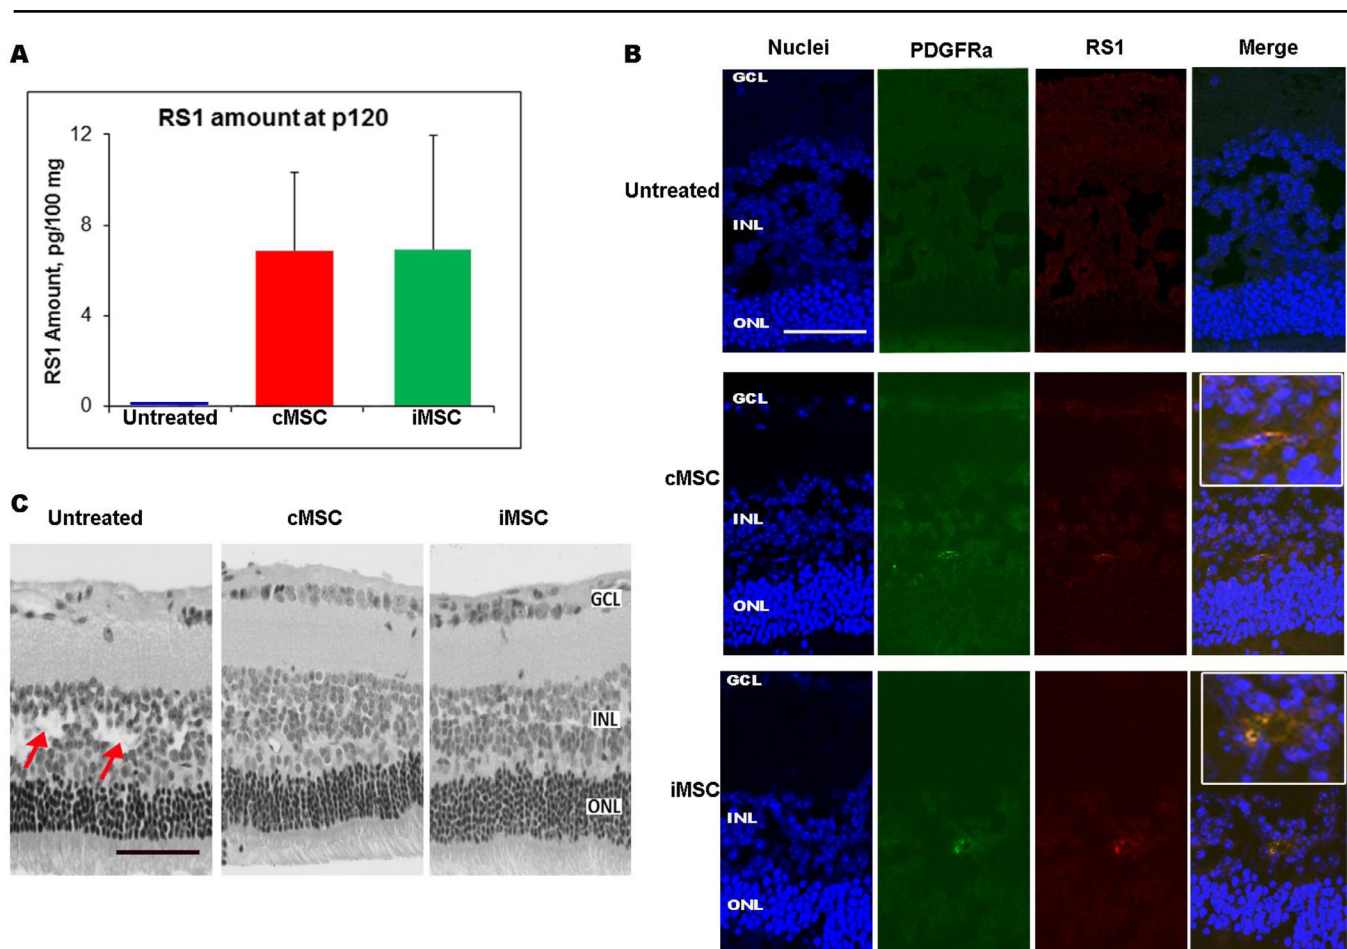 A
RS1 amount at p120
RS1 Amount, pg/100 mg
12
8
4
0
Untreated
cMSC
iMSC
B
Nuclei
PDGFRa
RS1
Merge
Untreated
GCL
INL
ONL
cMSC
GCL
INL
ONL
iMSC
GCL
INL
ONL
C
Untreated
cMSC
iMSC
GCL
INL
ONL